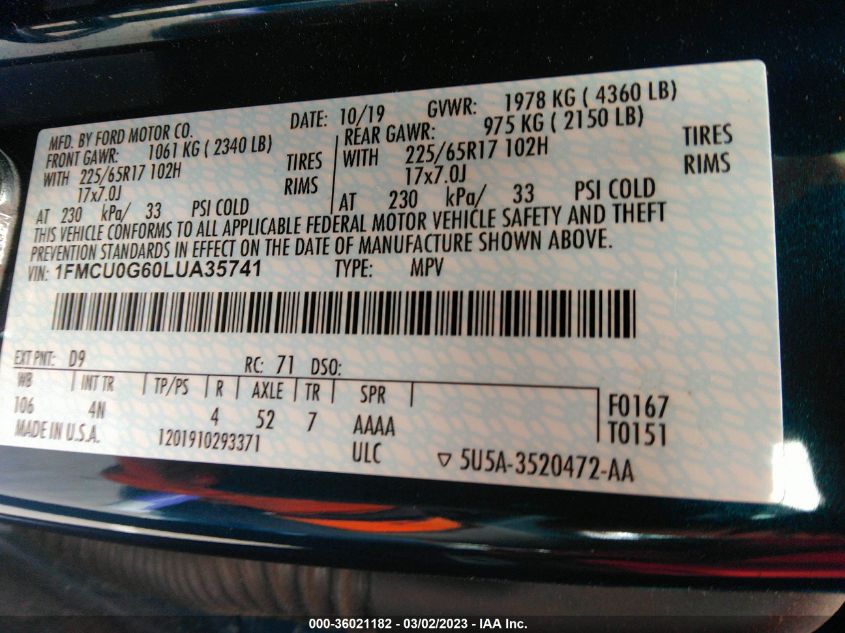 MFD. BY FORD MOTOR CO. DATE: 10/19 GVWR: 1978 KG ( 4360 LB)
FRONT GAWR: 1061 KG ( 2340 LB) REAR GAWR: 975 KG ( 2150 LB)
WITH 225/65R17 102H TIRES WITH 225/65R17 102H TIRES
17x7.0J RIMS 17x7.0J RIMS
AT 230 kPa/ 33 PSI COLD AT 230 kPa/ 33 PSI COLD
THIS VEHICLE CONFORMS TO ALL APPLICABLE FEDERAL MOTOR VEHICLE SAFETY AND THEFT
PREVENTION STANDARDS IN EFFECT ON THE DATE OF MANUFACTURE SHOWN ABOVE.
VIN: 1FMCU0G60LUA35741 TYPE: MPV
EXT PNT: D9 RC: 71 DSO:
WB INT TR TP/PS R AXLE TR SPR
106 4N 4 52 7 AAAA F0167
MADE IN U.S.A. 1201910293371 ULC T0151
5U5A-3520472-AA
000-36021182 - 03/02/2023 - IAA Inc.